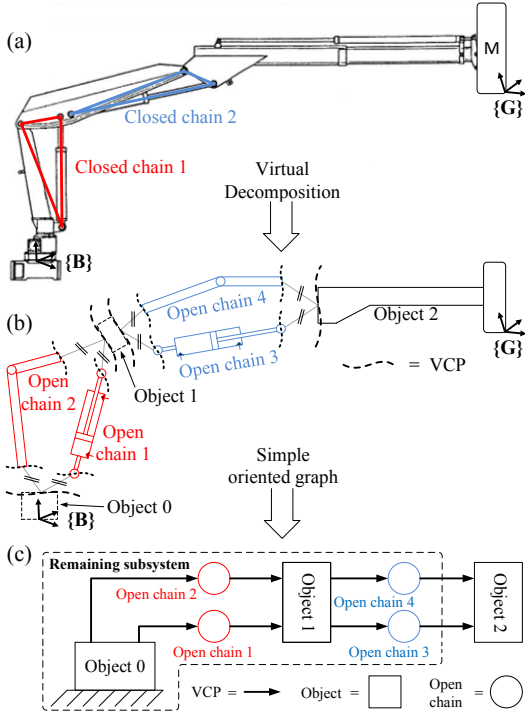 (a)
M
{G}
Closed chain 2
Closed chain 1
{B}
Virtual
Decomposition
(b)
Open chain 4
Object 2
{G}
Open
chain 2
Object 1
Open
chain 3
= VCP
Open
chain 1
Object 0
{B}
Simple
oriented graph
(c)
Remaining subsystem
Open chain 2
Open chain 4
Object 1
Object 2
Open chain 1
Open chain 3
Object 0
VCP =
Object =
Open
chain =